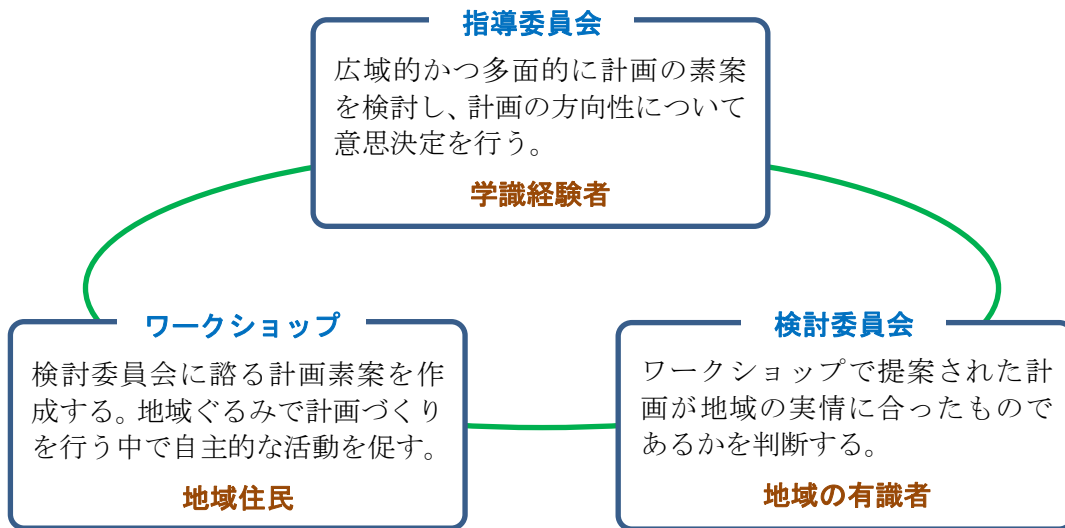 指導委員会
広域的かつ多面的に計画の素案
を検討し、計画の方向性について
意思決定を行う。
学識経験者
ワークショップ
検討委員会に諮る計画素案を作
成する。地域ぐるみで計画づくり
を行う中で自主的な活動を促す。
地域住民
検討委員会
ワークショップで提案された計
画が地域の実情に合ったもので
あるかを判断する。
地域の有識者